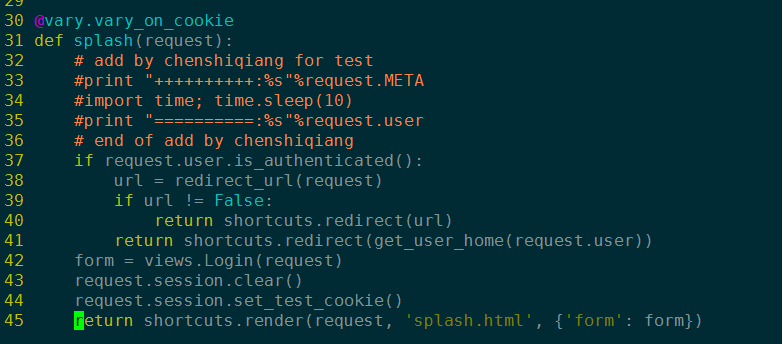 29
30 @vary.vary_on_cookie
31 def splash(request):
32     # add by chenshiqiang for test
33     #print "++++++++++:%s"%request.META
34     #import time; time.sleep(10)
35     #print "==========:%s"%request.user
36     # end of add by chenshiqiang
37     if request.user.is_authenticated():
38         url = redirect_url(request)
39         if url != False:
40             return shortcuts.redirect(url)
41         return shortcuts.redirect(get_user_home(request.user))
42     form = views.Login(request)
43     request.session.clear()
44     request.session.set_test_cookie()
45     return shortcuts.render(request, 'splash.html', {'form': form})